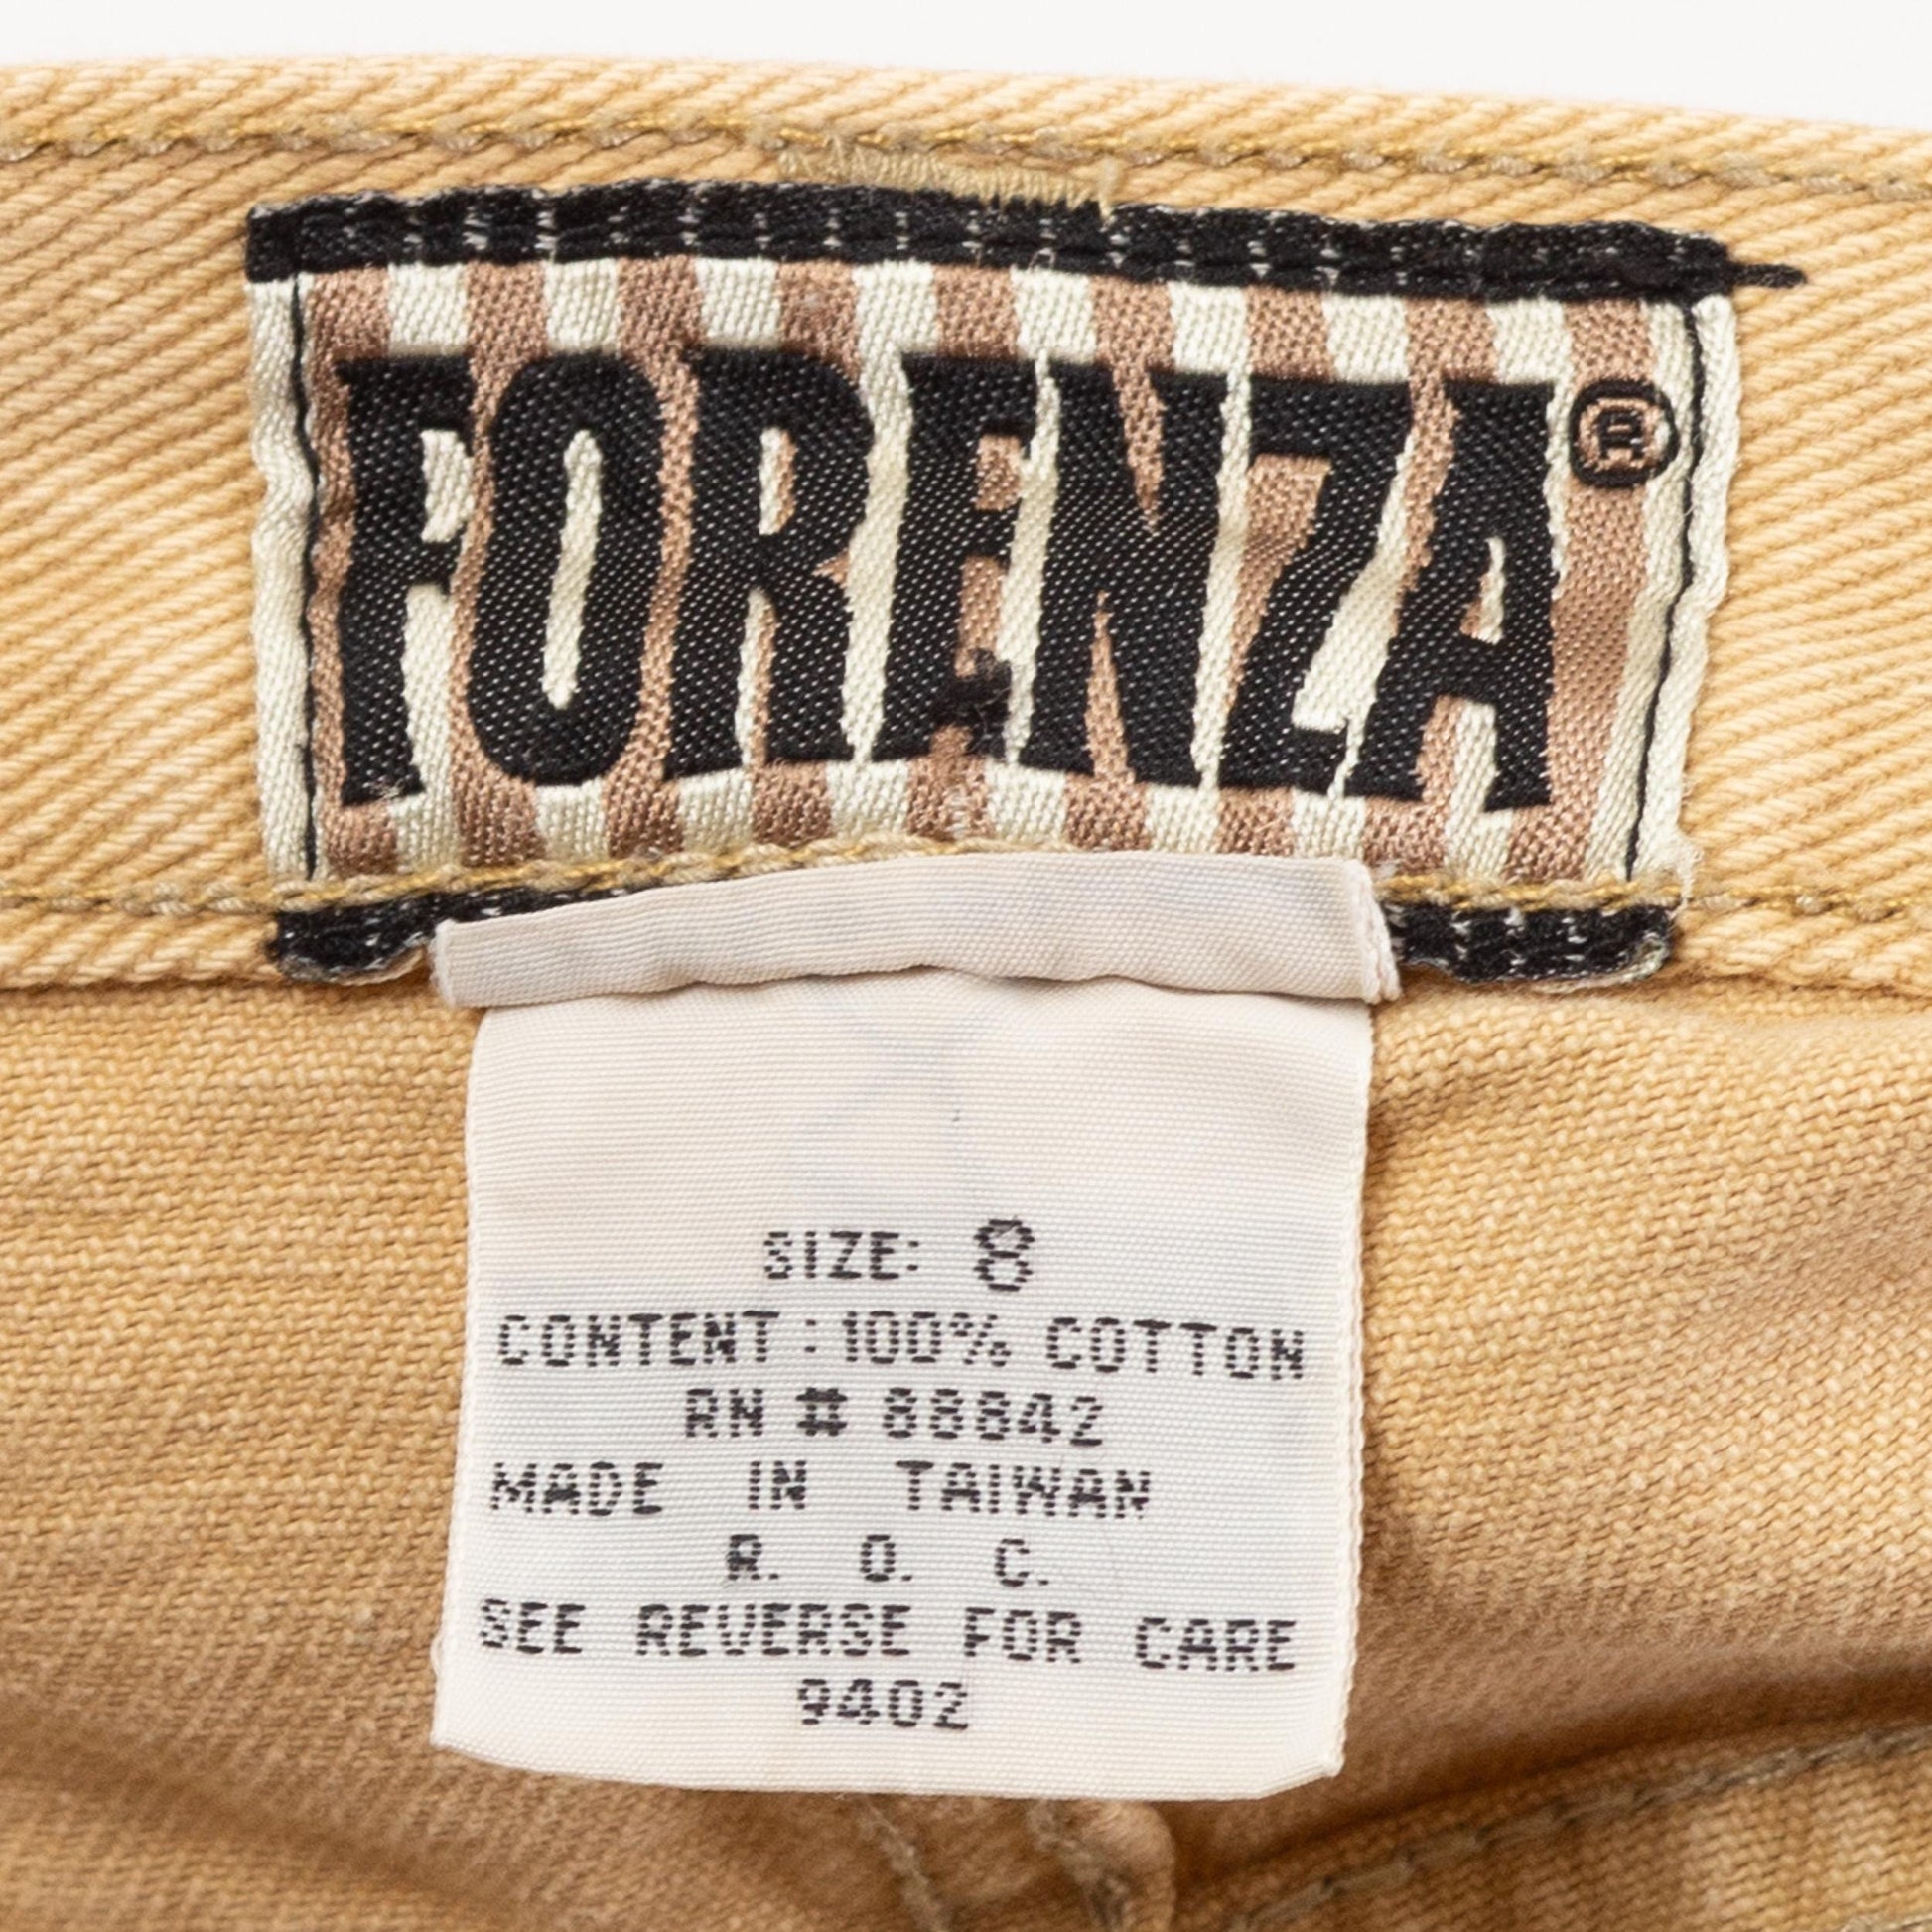 FORENZA®
SIZE: 8
CONTENT : 100% COTTON
RN # 88842
MADE IN TAIWAN
R. O. C.
SEE REVERSE FOR CARE
9402